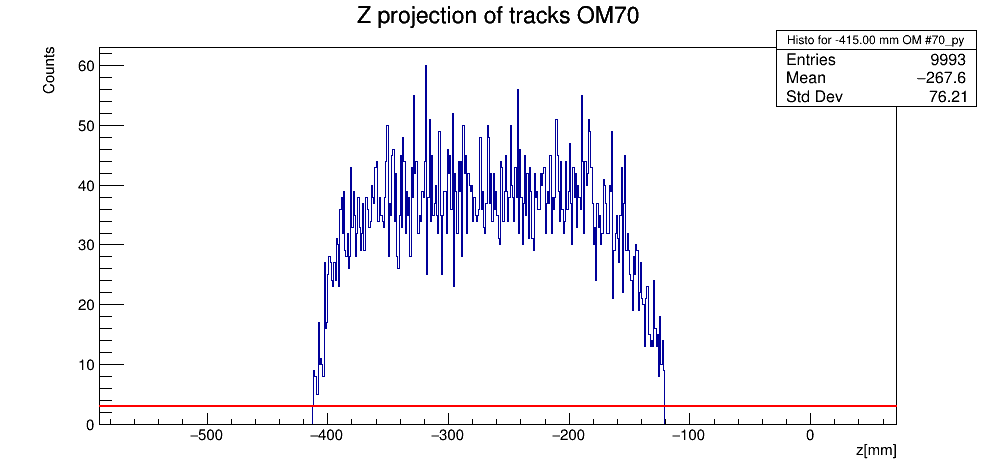 Z projection of tracks OM70
Histo for -415.00 mm OM #70_py
Entries 9993
Mean −267.6
Std Dev 76.21
Counts
60
50
40
30
20
10
0
−500 −400 −300 −200 −100 0
z[mm]